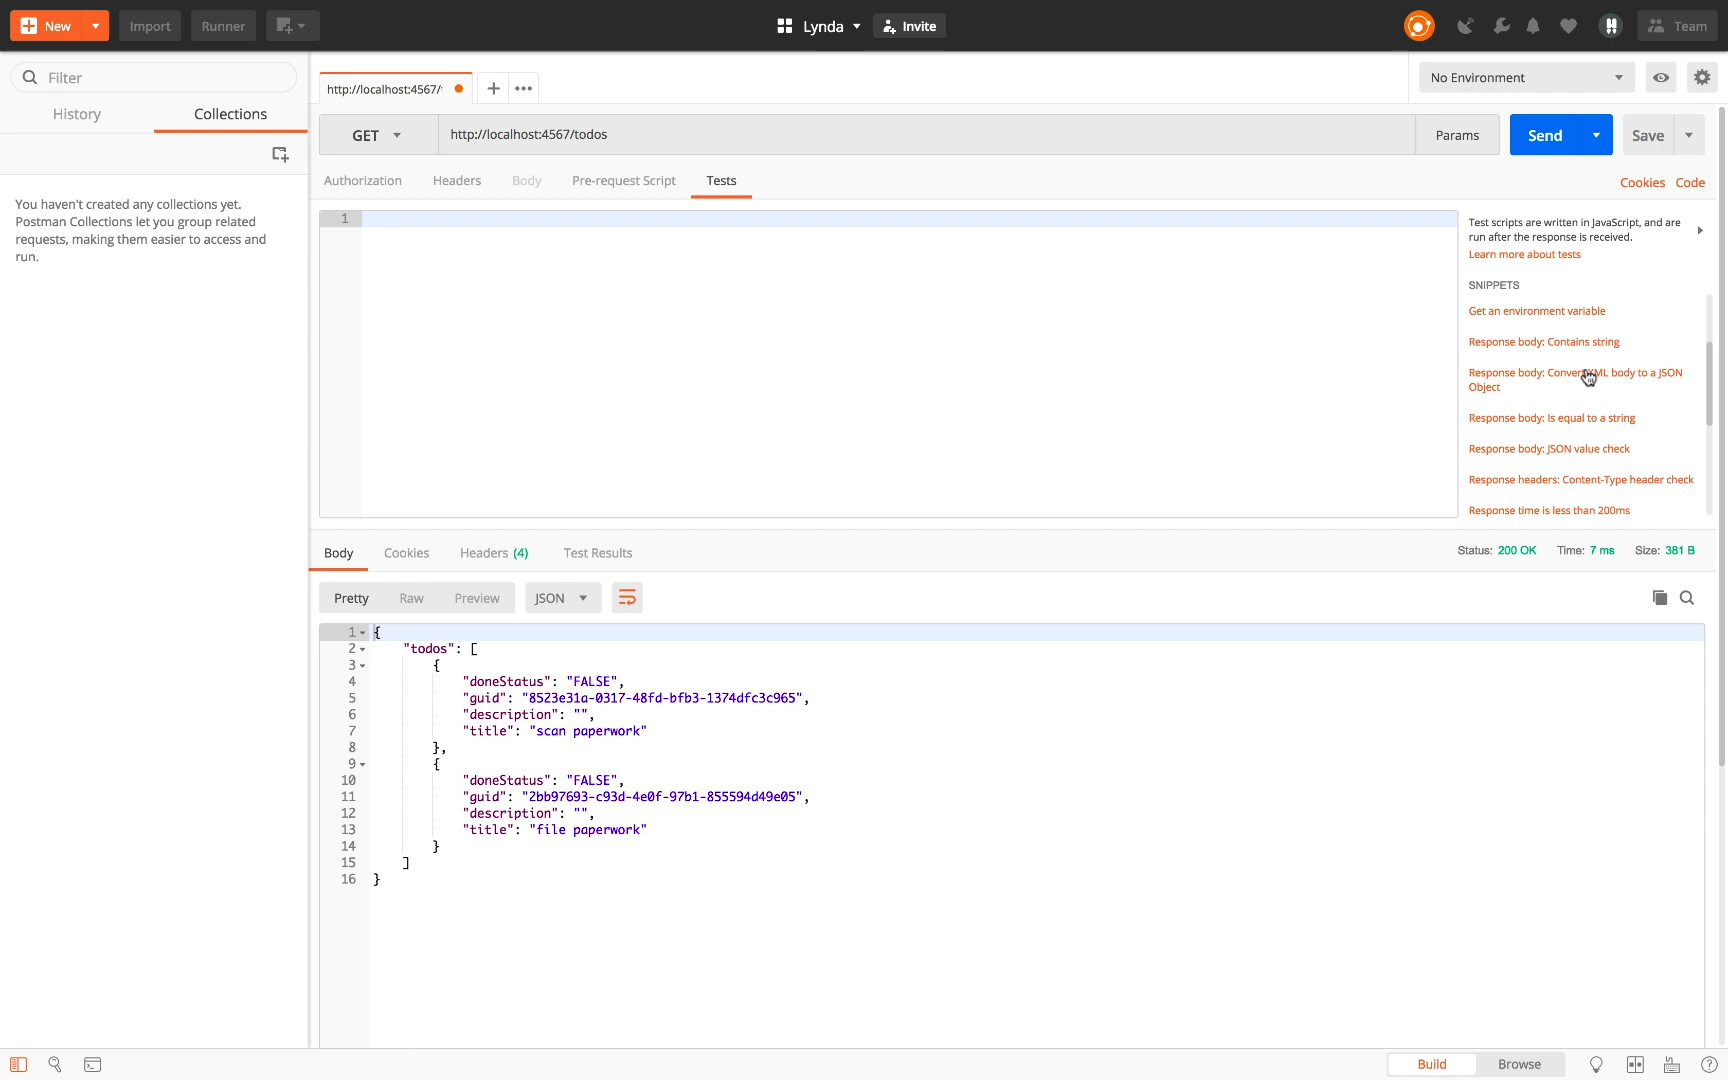 New Import Runner Lynda Invite Team
Filter
History Collections
You haven't created any collections yet.
Postman Collections let you group related
requests, making them easier to access and
run.
http://localhost:4567/
No Environment
GET http://localhost:4567/todos Params Send Save
Authorization Headers Body Pre-request Script Tests Cookies Code
1
Test scripts are written in JavaScript, and are
run after the response is received.
Learn more about tests
SNIPPETS
Get an environment variable
Response body: Contains string
Response body: Convert XML body to a JSON
Object
Response body: Is equal to a string
Response body: JSON value check
Response headers: Content-Type header check
Response time is less than 200ms
Body Cookies Headers (4) Test Results Status: 200 OK Time: 7 ms Size: 381 B
Pretty Raw Preview JSON
1 {
2 "todos": [
3 {
4 "doneStatus": "FALSE",
5 "guid": "8523e31a-0317-48fd-bfb3-1374dfc3c965",
6 "description": "",
7 "title": "scan paperwork"
8 },
9 {
10 "doneStatus": "FALSE",
11 "guid": "2bb97693-c93d-4e0f-97b1-855594d49e05",
12 "description": "",
13 "title": "file paperwork"
14 }
15 ]
16 }
Build Browse